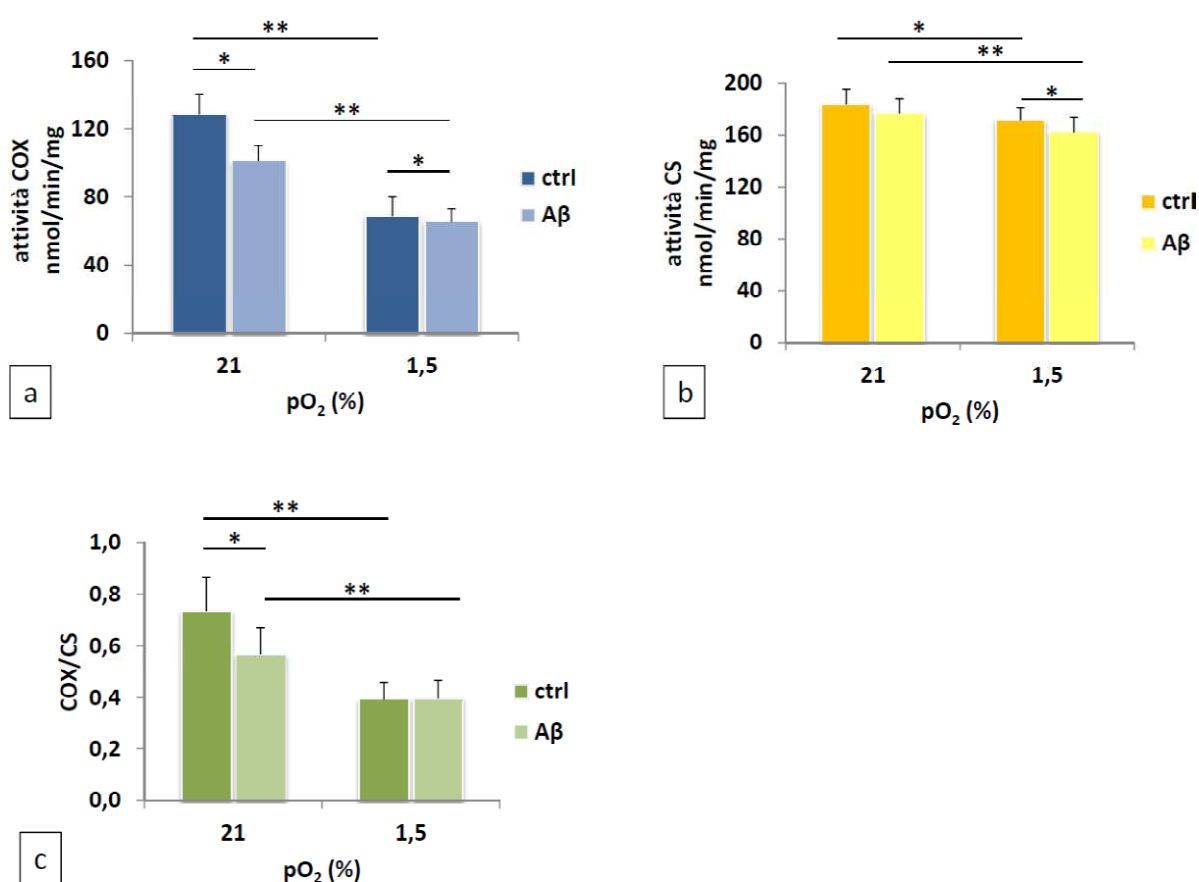 **
*
**
*
160
120
80
40
0
attività COX
nmol/min/mg
21
1,5
pO2 (%)
ctrl
Aβ
a
*
**
*
200
160
120
80
40
0
attività CS
nmol/min/mg
21
1,5
pO2 (%)
ctrl
Aβ
b
**
*
**
1,0
0,8
0,6
0,4
0,2
0,0
COX/CS
21
1,5
pO2 (%)
ctrl
Aβ
c